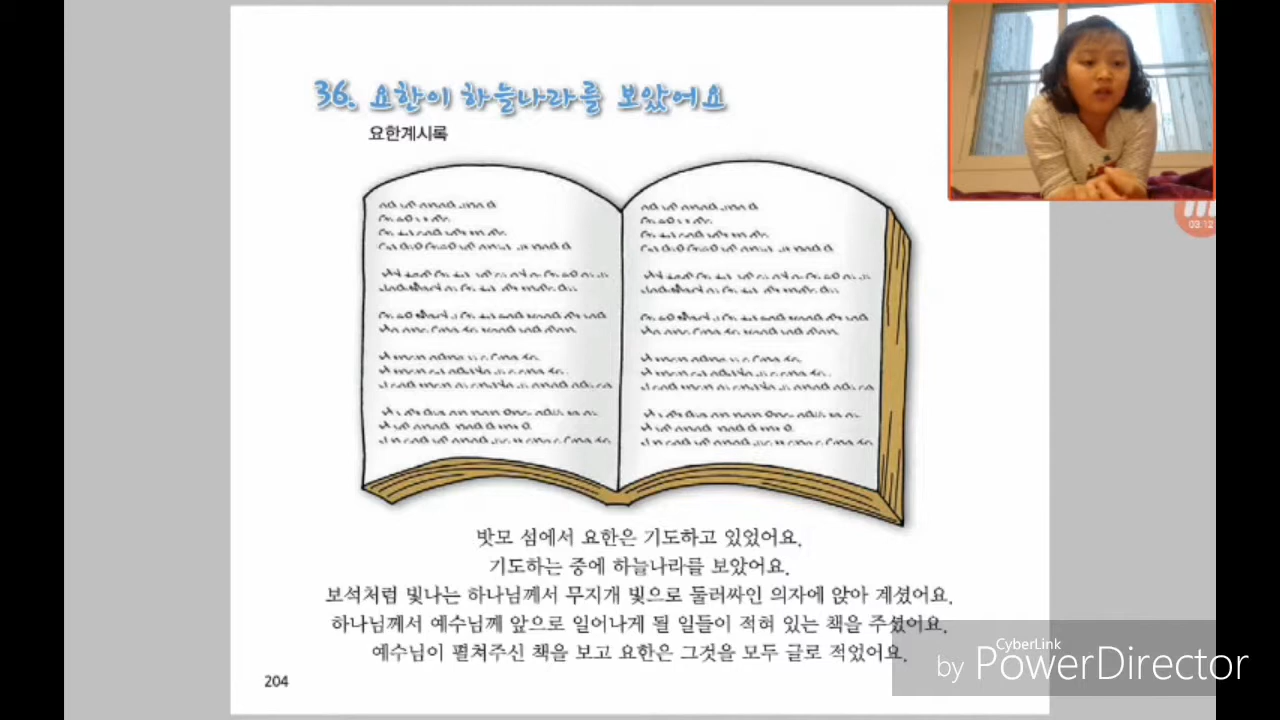 36. 요한이 하늘나라를 보았어요
요한계시록
03:12
밧모 섬에서 요한은 기도하고 있었어요.
기도하는 중에 하늘나라를 보았어요.
보석처럼 빛나는 하나님께서 무지개 빛으로 둘러싸인 의자에 앉아 계셨어요.
하나님께서 예수님께 앞으로 일어나게 될 일들이 적혀 있는 책을 주셨어요.
예수님이 펼쳐주신 책을 보고 요한은 그것을 모두 글로 적었어요.
204
CyberLink
by PowerDirector